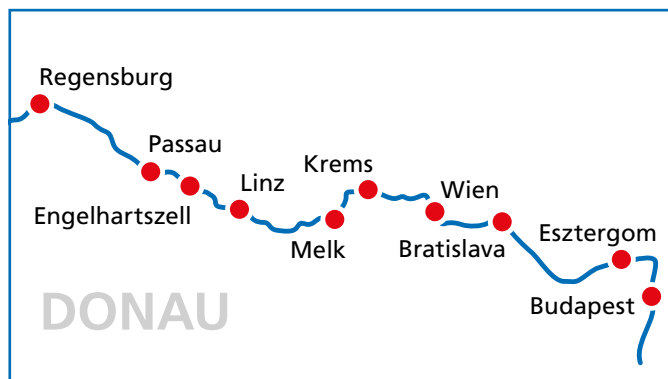 Regensburg
Passau
Engelhartszell
Linz
Krems
Melk
Wien
Bratislava
Esztergom
Budapest
DONAU